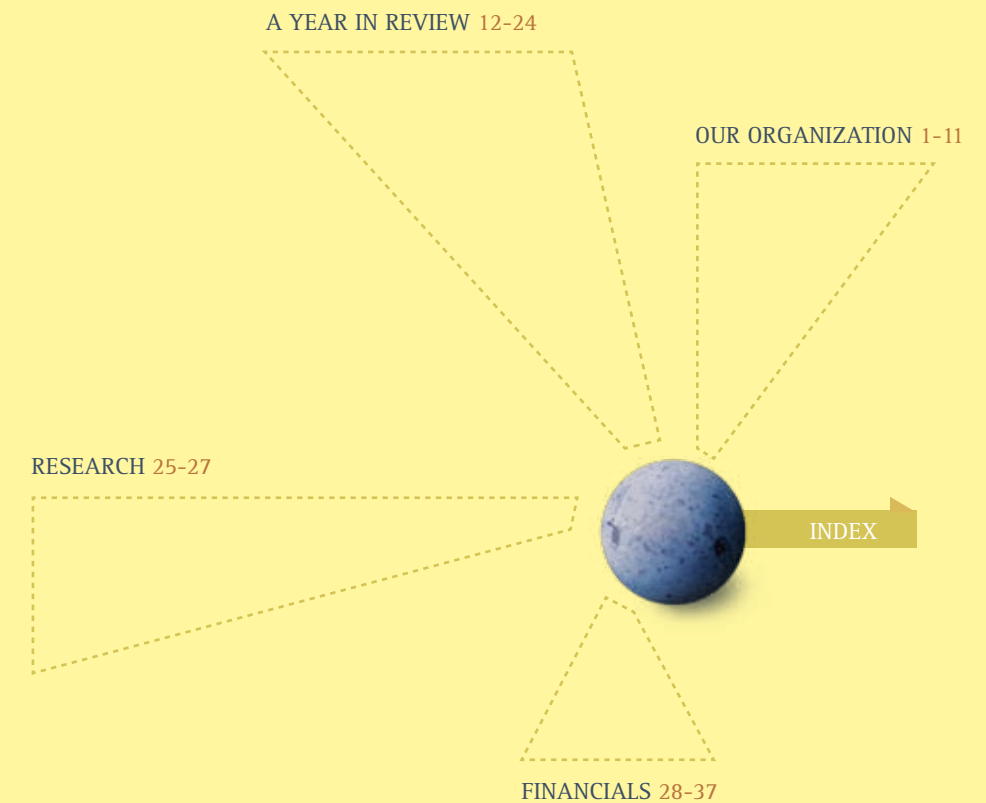 A YEAR IN REVIEW 12-24
OUR ORGANIZATION 1-11
RESEARCH 25-27
INDEX
FINANCIALS 28-37